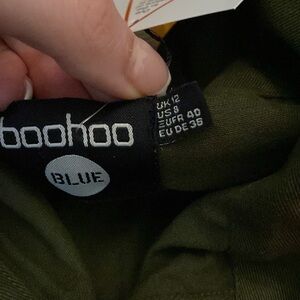 boohoo
BLUE
UK 12
US 8
EUFR 40
EU DE 38